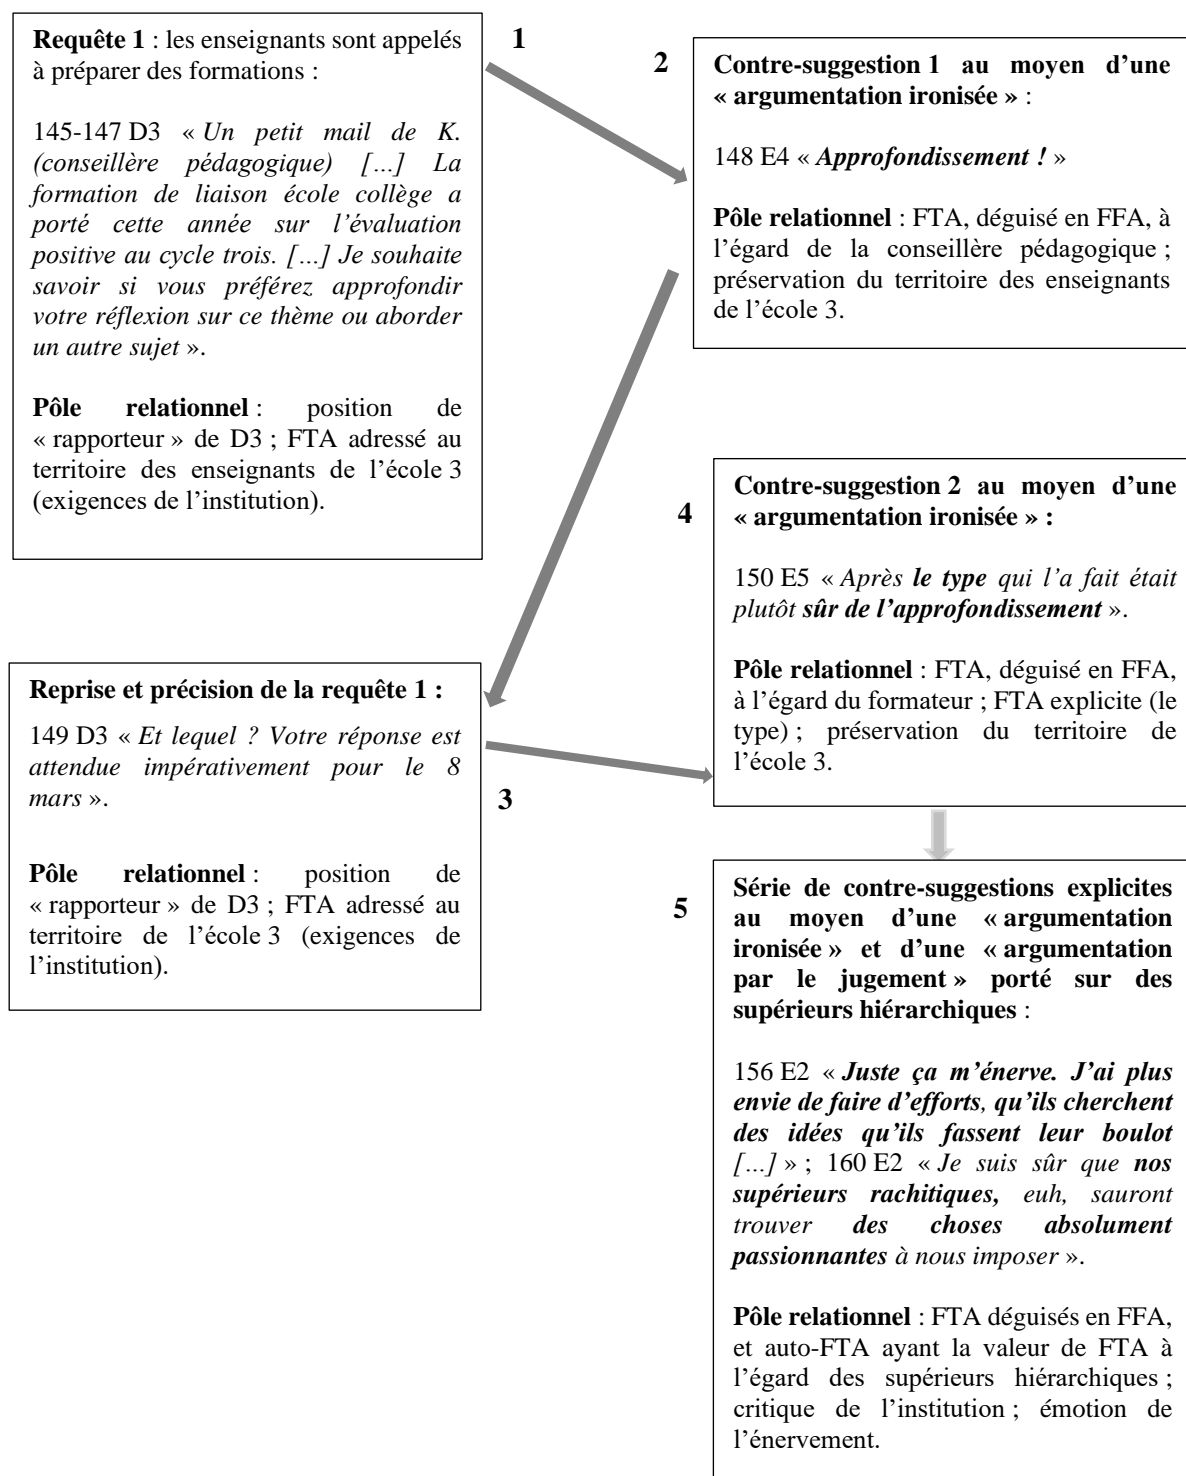 Requête 1 : les enseignants sont appelés
à préparer des formations :
145-147 D3 « Un petit mail de K.
(conseillère pédagogique) […] La
formation de liaison école collège a
porté cette année sur l’évaluation
positive au cycle trois. […] Je souhaite
savoir si vous préférez approfondir
votre réflexion sur ce thème ou aborder
un autre sujet ».
Pôle relationnel : position de
« rapporteur » de D3 ; FTA adressé au
territoire des enseignants de l’école 3
(exigences de l’institution).
1
2
Contre-suggestion 1 au moyen d’une
« argumentation ironisée » :
148 E4 « Approfondissement ! »
Pôle relationnel : FTA, déguisé en FFA, à
l’égard de la conseillère pédagogique ;
préservation du territoire des enseignants
de l’école 3.
Reprise et précision de la requête 1 :
149 D3 « Et lequel ? Votre réponse est
attendue impérativement pour le 8
mars ».
Pôle relationnel : position de
« rapporteur » de D3 ; FTA adressé au
territoire de l’école 3 (exigences de
l’institution).
3
4
Contre-suggestion 2 au moyen d’une
« argumentation ironisée » :
150 E5 « Après le type qui l’a fait était
plutôt sûr de l’approfondissement ».
Pôle relationnel : FTA, déguisé en FFA,
à l’égard du formateur ; FTA explicite (le
type) ; préservation du territoire de
l’école 3.
5
Série de contre-suggestions explicites
au moyen d’une « argumentation
ironisée » et d’une « argumentation
par le jugement » porté sur des
supérieurs hiérarchiques :
156 E2 « Juste ça m’énerve. J’ai plus
envie de faire d’efforts, qu’ils cherchent
des idées qu’ils fassent leur boulot
[…] » ; 160 E2 « Je suis sûr que nos
supérieurs rachitiques, euh, sauront
trouver des choses absolument
passionnantes à nous imposer ».
Pôle relationnel : FTA déguisés en FFA,
et auto-FTA ayant la valeur de FTA à
l’égard des supérieurs hiérarchiques ;
critique de l’institution ; émotion de
l’énervement.